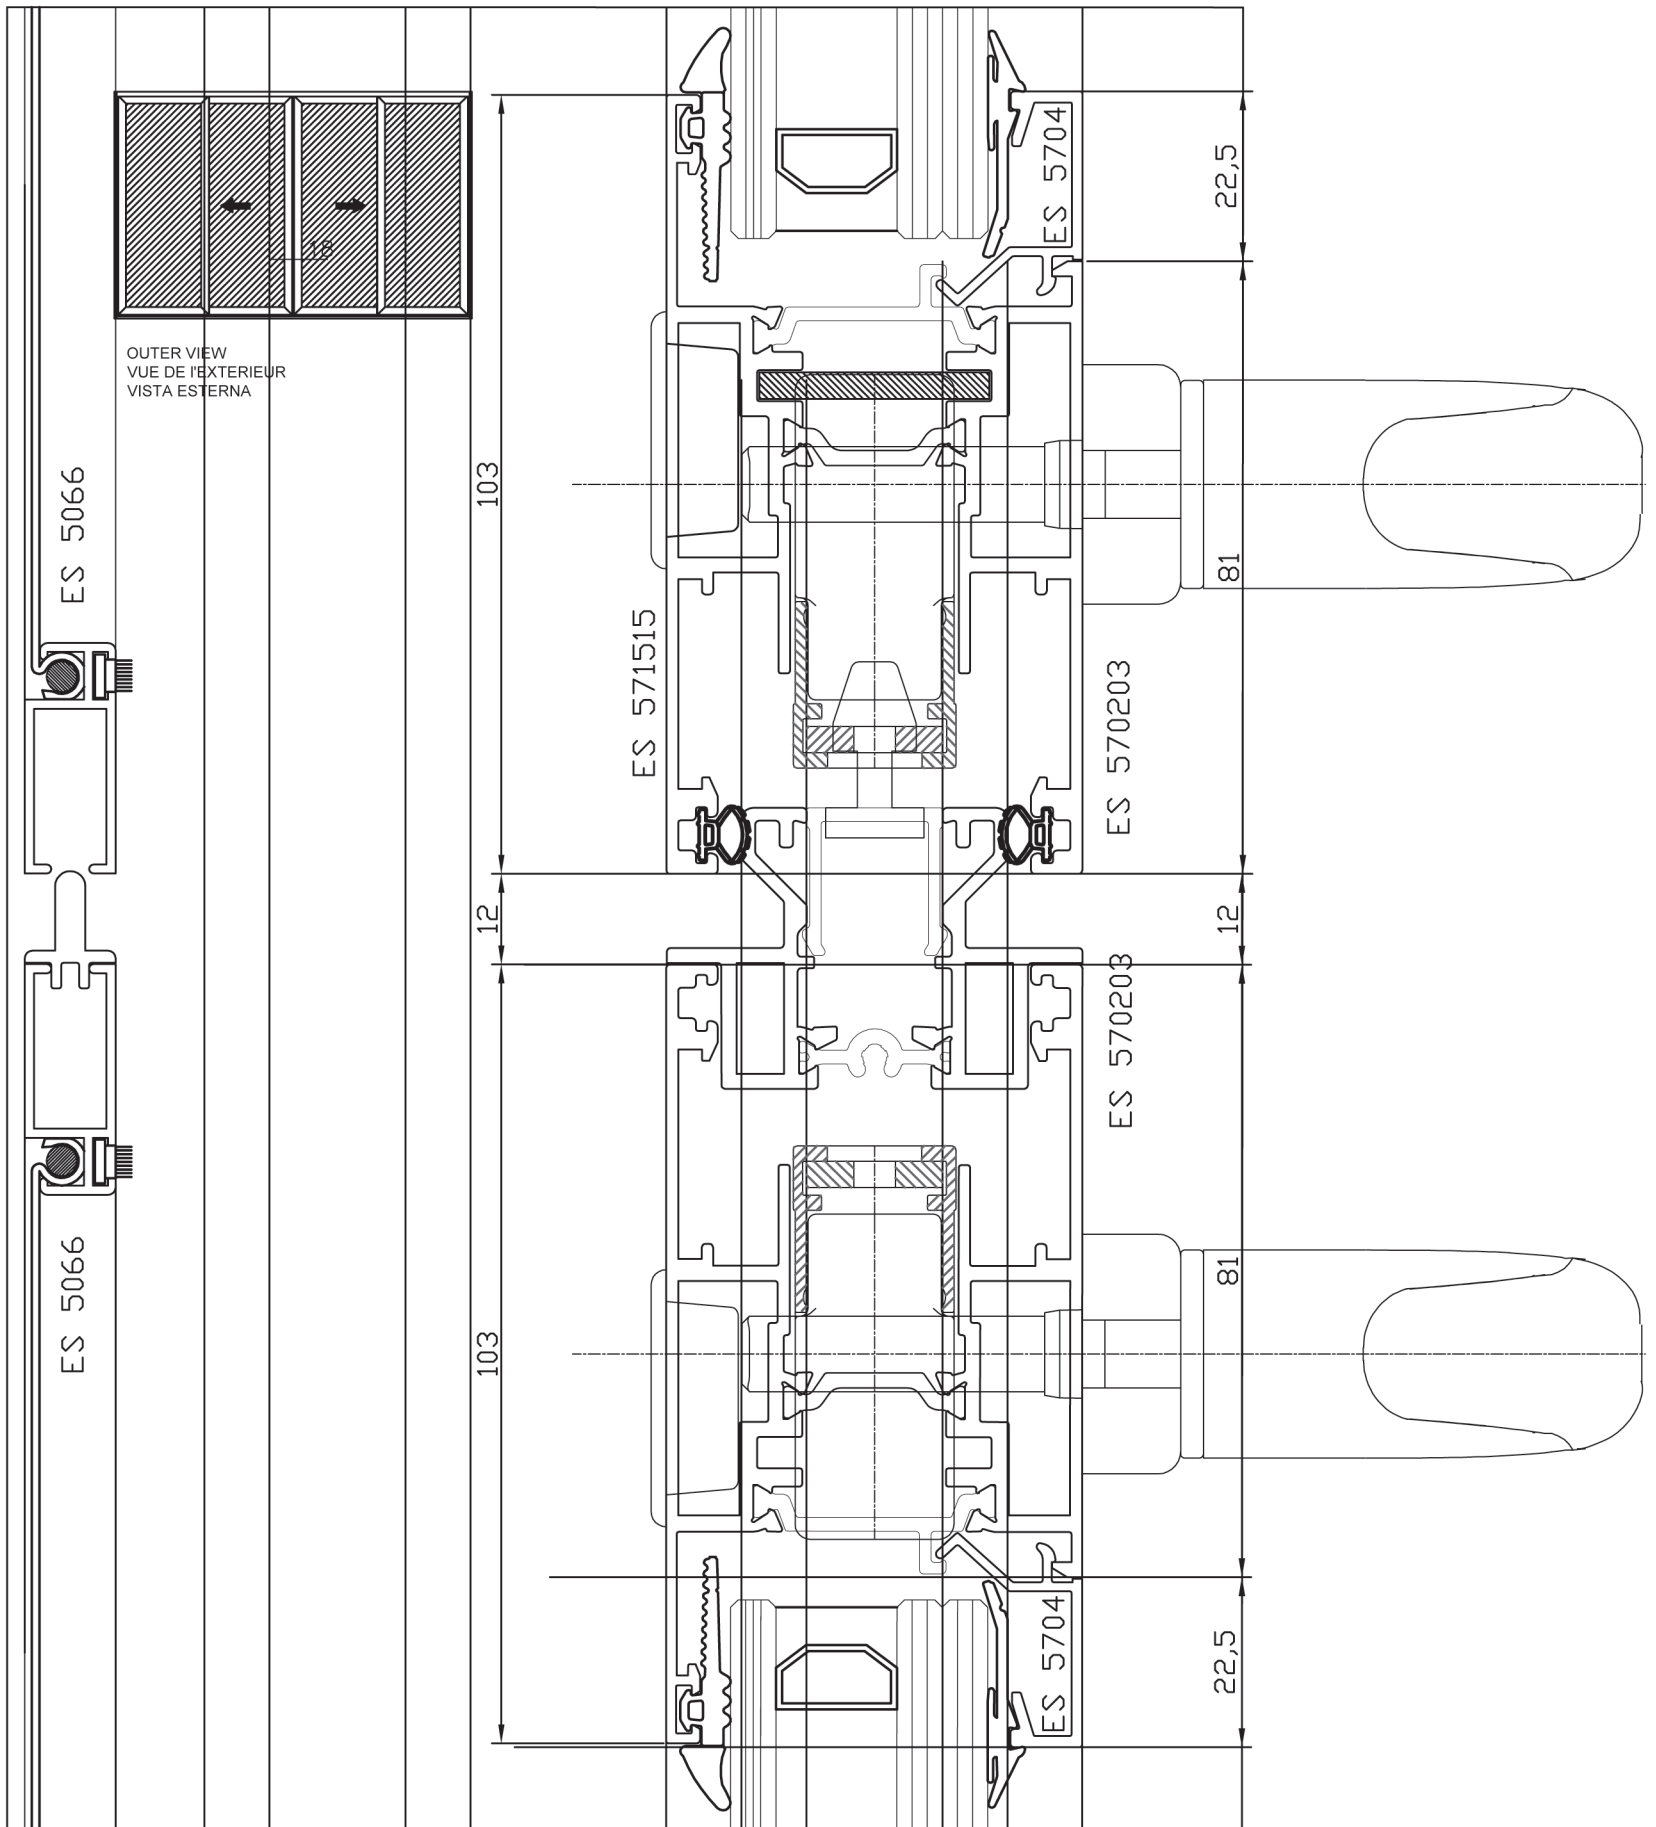 ES 5704
22,5
18
OUTER VIEW
VUE DE l'EXTERIEUR
VISTA ESTERNA
ES 5066
103
81
ES 571515
ES 570203
12
12
ES 570203
ES 5066
103
81
ES 5704
22,5